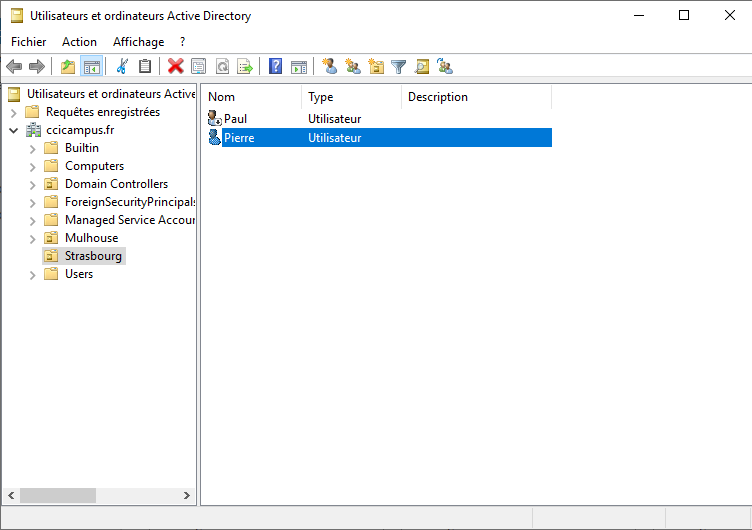 Utilisateurs et ordinateurs Active Directory
Fichier Action Affichage ?
Utilisateurs et ordinateurs Active
Requêtes enregistrées
ccicampus.fr
Builtin
Computers
Domain Controllers
ForeignSecurityPrincipals
Managed Service Accour
Mulhouse
Strasbourg
Users
Nom Type Description
Paul Utilisateur
Pierre Utilisateur